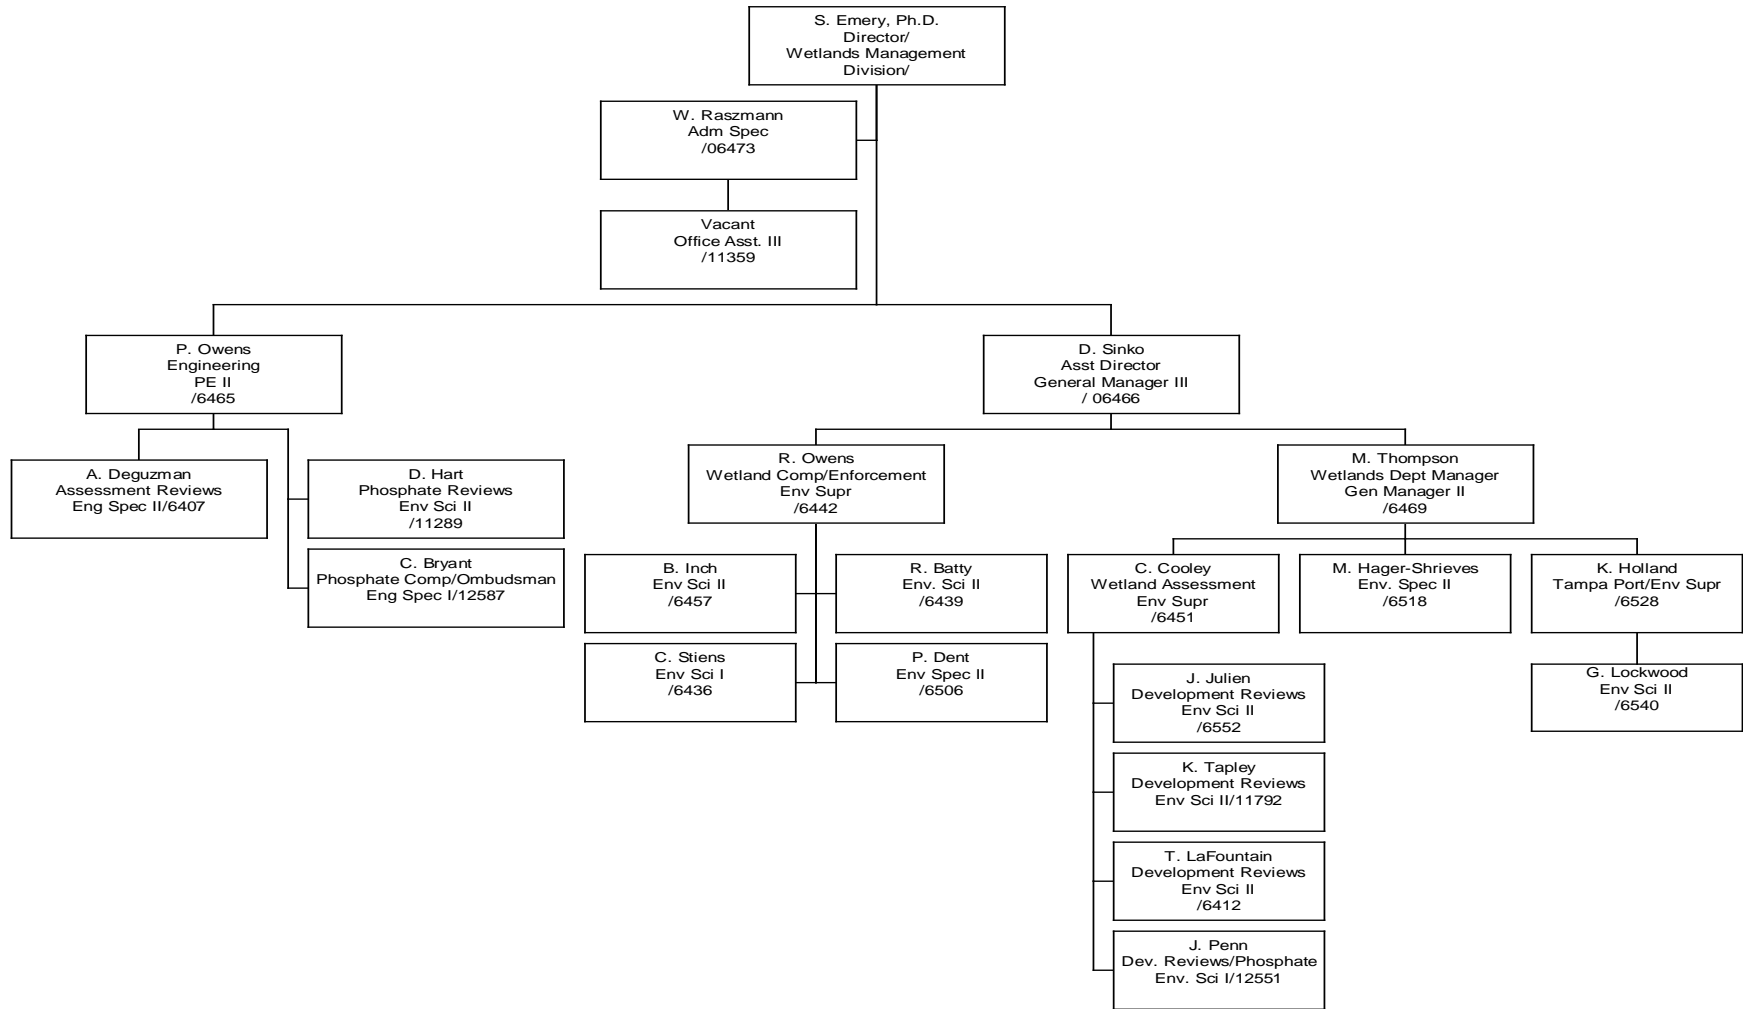 S. Emery, Ph.D.
Director/
Wetlands Management
Division/
W. Raszmann
Adm Spec
/06473
Vacant
Office Asst. III
/11359
P. Owens
Engineering
PE II
/6465
D. Sinko
Asst Director
General Manager III
/ 06466
A. Deguzman
Assessment Reviews
Eng Spec II/6407
D. Hart
Phosphate Reviews
Env Sci II
/11289
C. Bryant
Phosphate Comp/Ombudsman
Eng Spec I/12587
R. Owens
Wetland Comp/Enforcement
Env Supr
/6442
M. Thompson
Wetlands Dept Manager
Gen Manager II
/6469
B. Inch
Env Sci II
/6457
R. Batty
Env. Sci II
/6439
C. Stiens
Env Sci I
/6436
P. Dent
Env Spec II
/6506
C. Cooley
Wetland Assessment
Env Supr
/6451
M. Hager-Shrieves
Env. Spec II
/6518
K. Holland
Tampa Port/Env Supr
/6528
G. Lockwood
Env Sci II
/6540
J. Julien
Development Reviews
Env Sci II
/6552
K. Tapley
Development Reviews
Env Sci II/11792
T. LaFountain
Development Reviews
Env Sci II
/6412
J. Penn
Dev. Reviews/Phosphate
Env. Sci I/12551